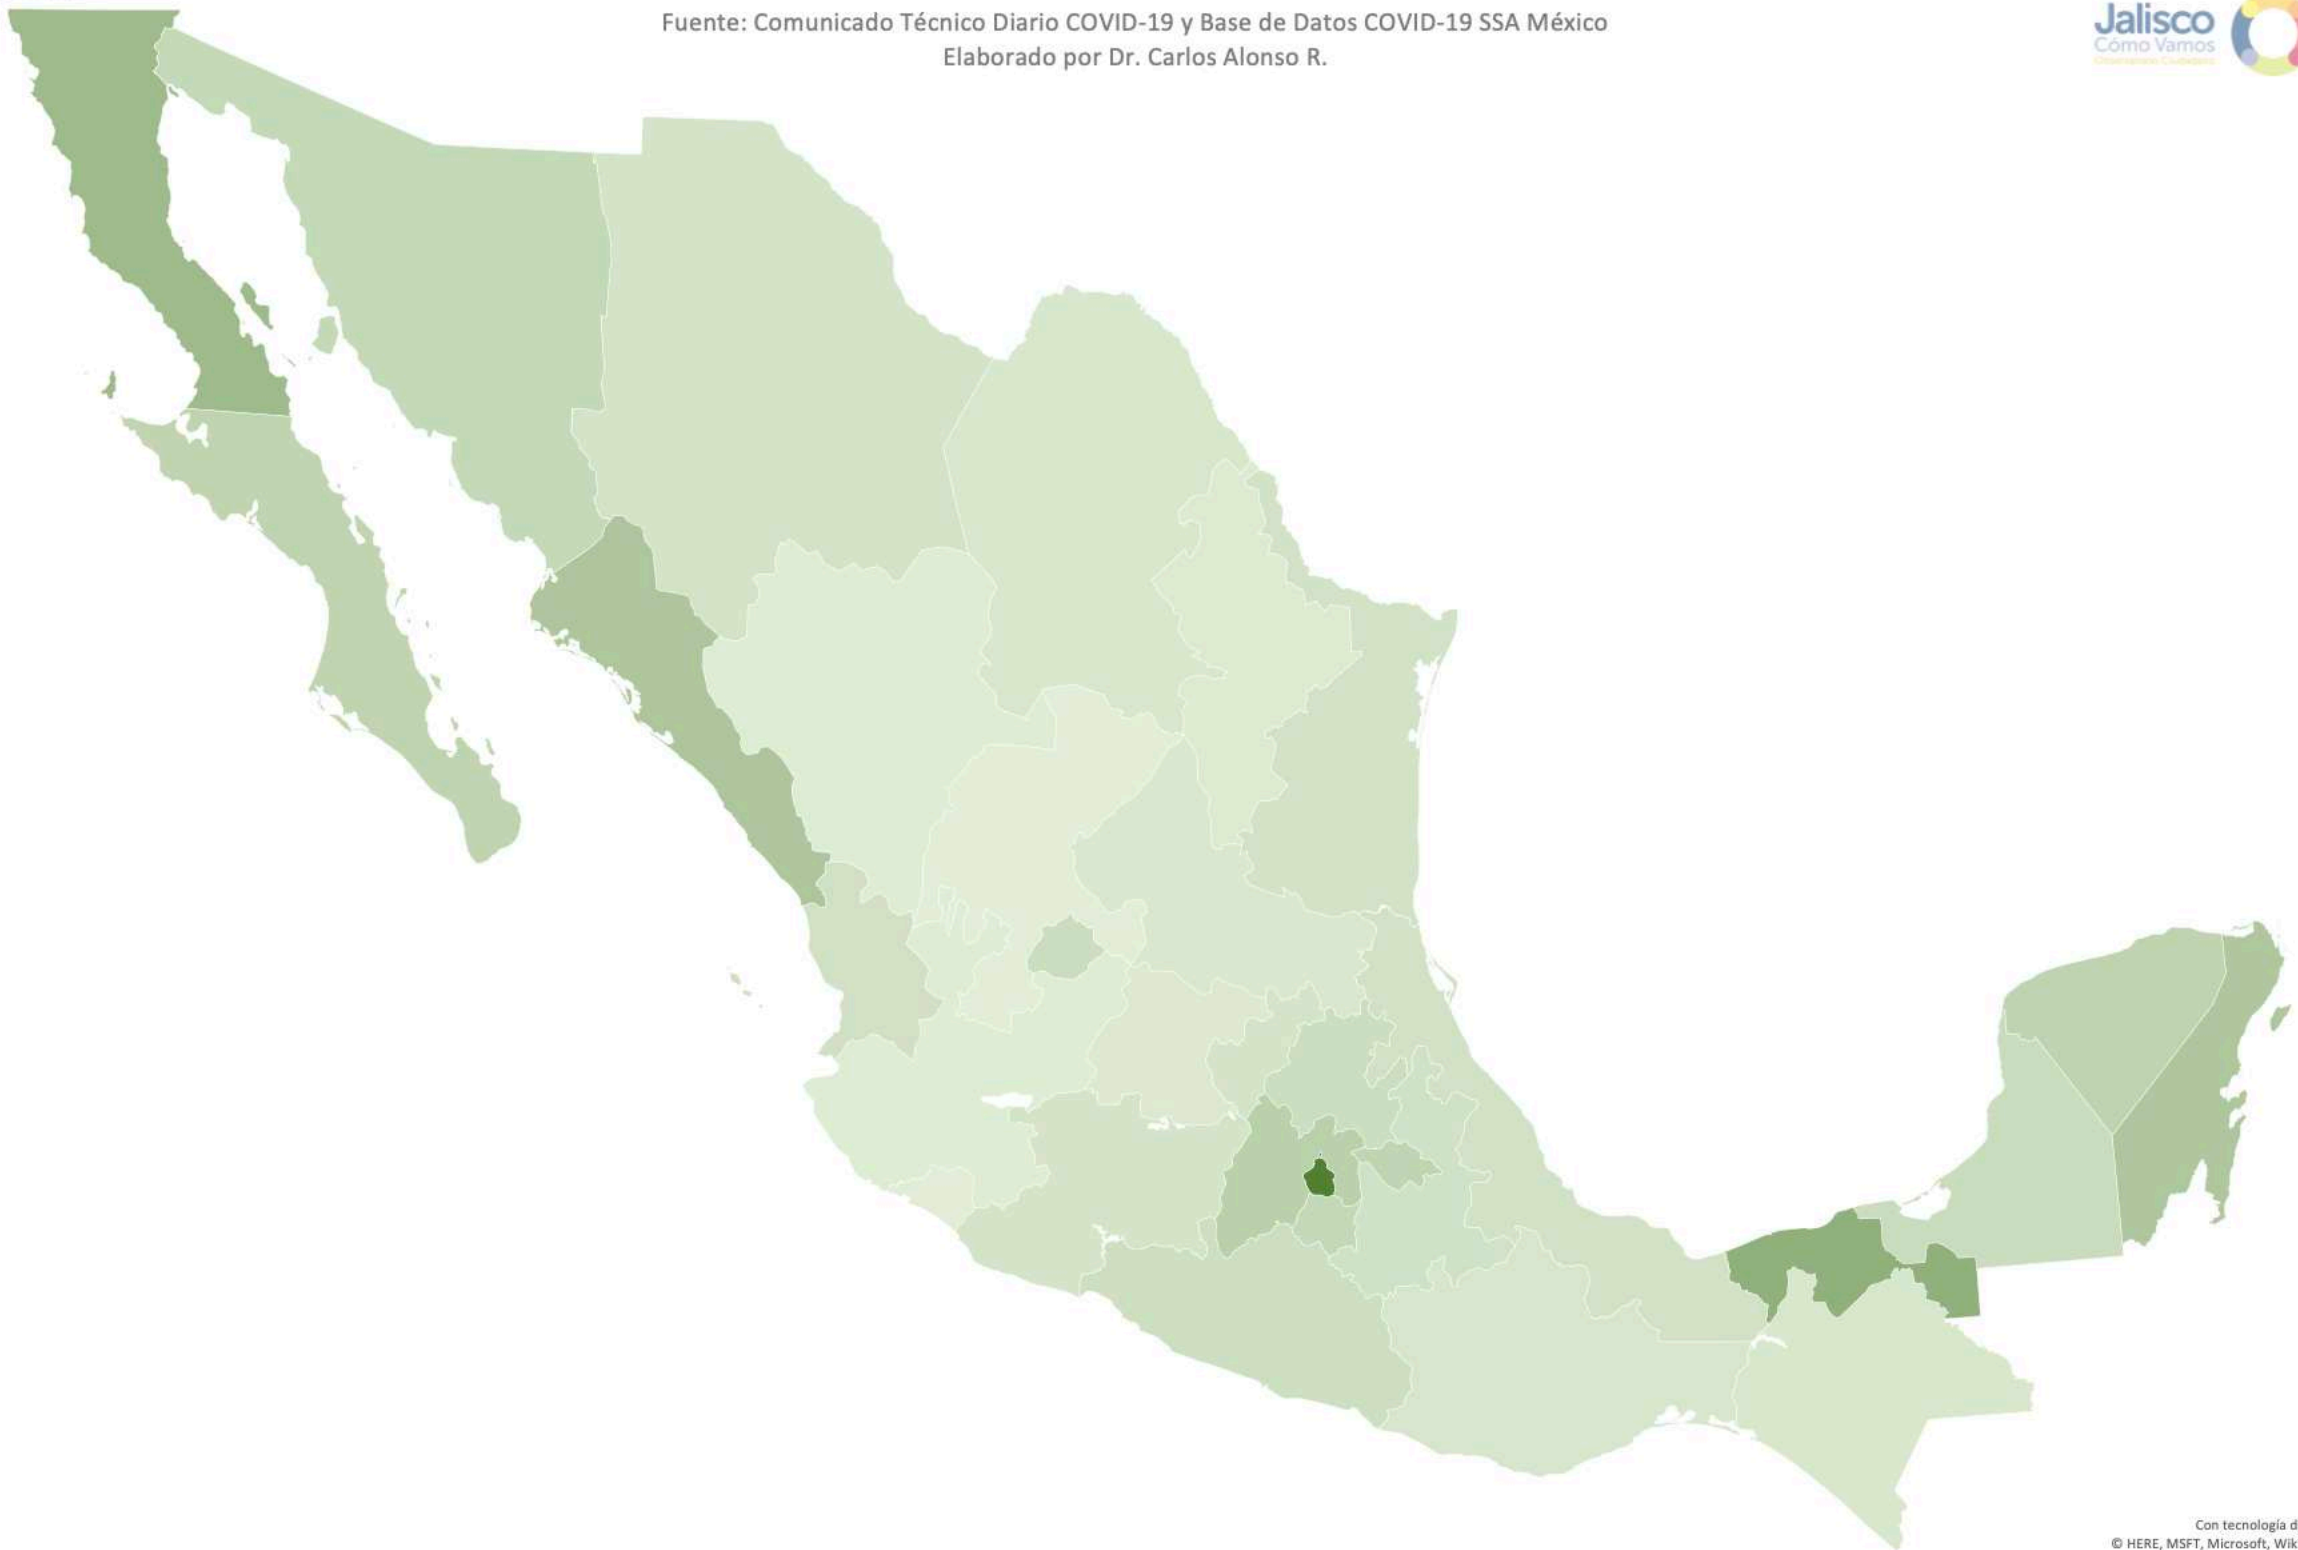 Fuente: Comunicado Técnico Diario COVID-19 y Base de Datos COVID-19 SSA México
Elaborado por Dr. Carlos Alonso R.
Jalisco
Cómo Vamos
Con tecnología d
© HERE, MSFT, Microsoft, Wik